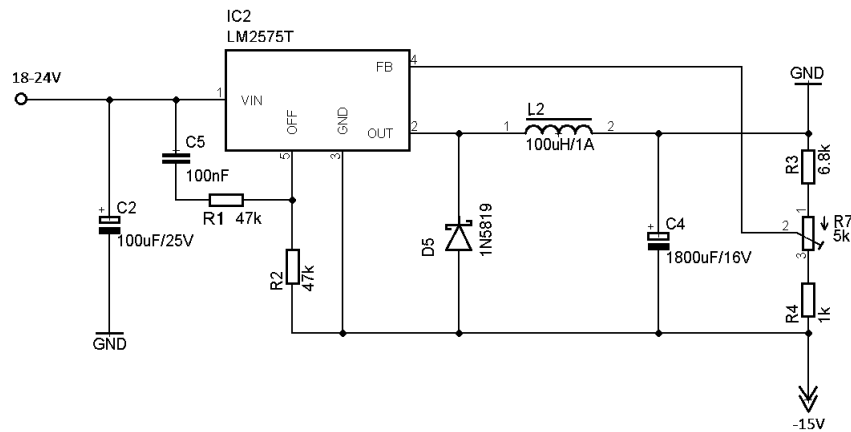 IC2
LM2575T
18-24V
1
VIN
OFF
GND
FB
OUT
4
2
5
3
+
C5
100nF
R1
47k
+
C2
100uF/25V
GND
R2
47k
D5
1N5819
1
L2
2
100uH/1A
+
C4
1800uF/16V
GND
R3
6.8k
1
2
3
R7
5k
R4
1k
-15V